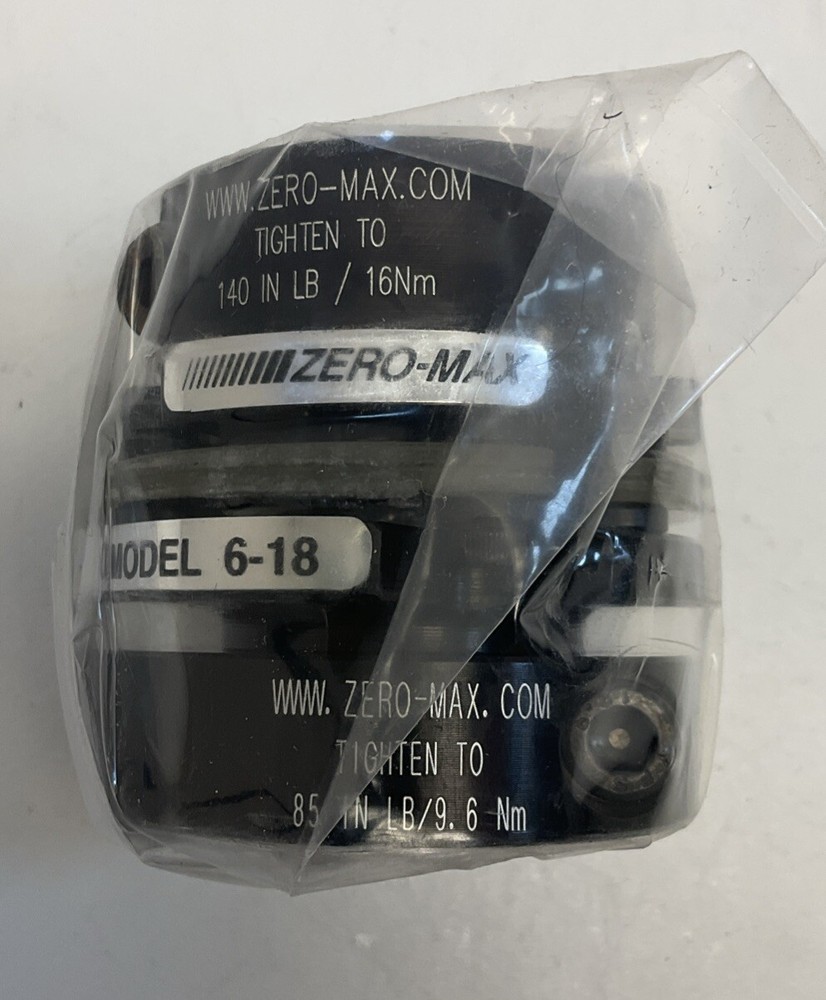 WWW.ZERO-MAX.COM
TIGHTEN TO
140 IN LB / 16Nm
ZERO-MAX
MODEL 6-18
WWW. ZERO-MAX. COM
TIGHTEN TO
85 IN LB/9.6 Nm